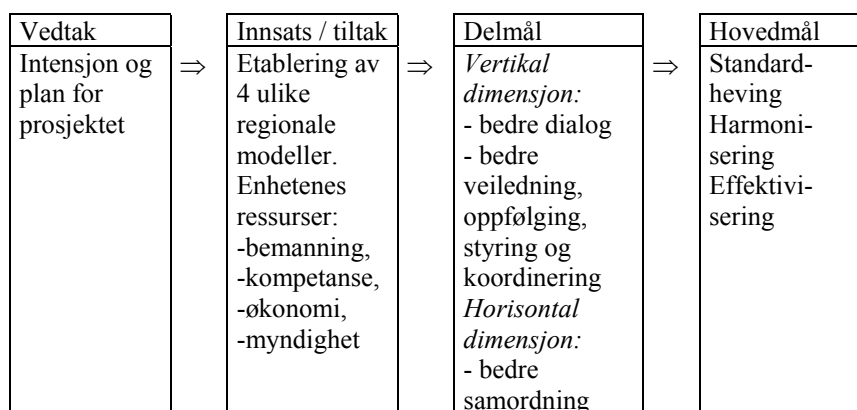 Vedtak
Intensjon og
plan for
prosjektet
⇒
Innsats / tiltak
Etablering av
4 ulike
regionale
modeller.
Enhetenes
ressurser:
-bemanning,
-kompetanse,
-økonomi,
-myndighet
⇒
Delmål
Vertikal
dimensjon:
- bedre dialog
- bedre
veiledning,
oppfølging,
styring og
koordinering
Horisontal
dimensjon:
- bedre
samordning
⇒
Hovedmål
Standard-
heving
Harmoni-
sering
Effektivi-
sering